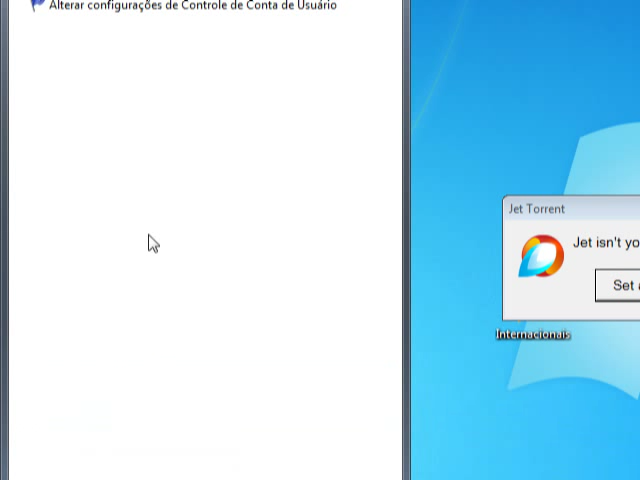 Alterar configurações de Controle de Conta de Usuário
Jet Torrent
Jet isn't yo
Set
Internacionais